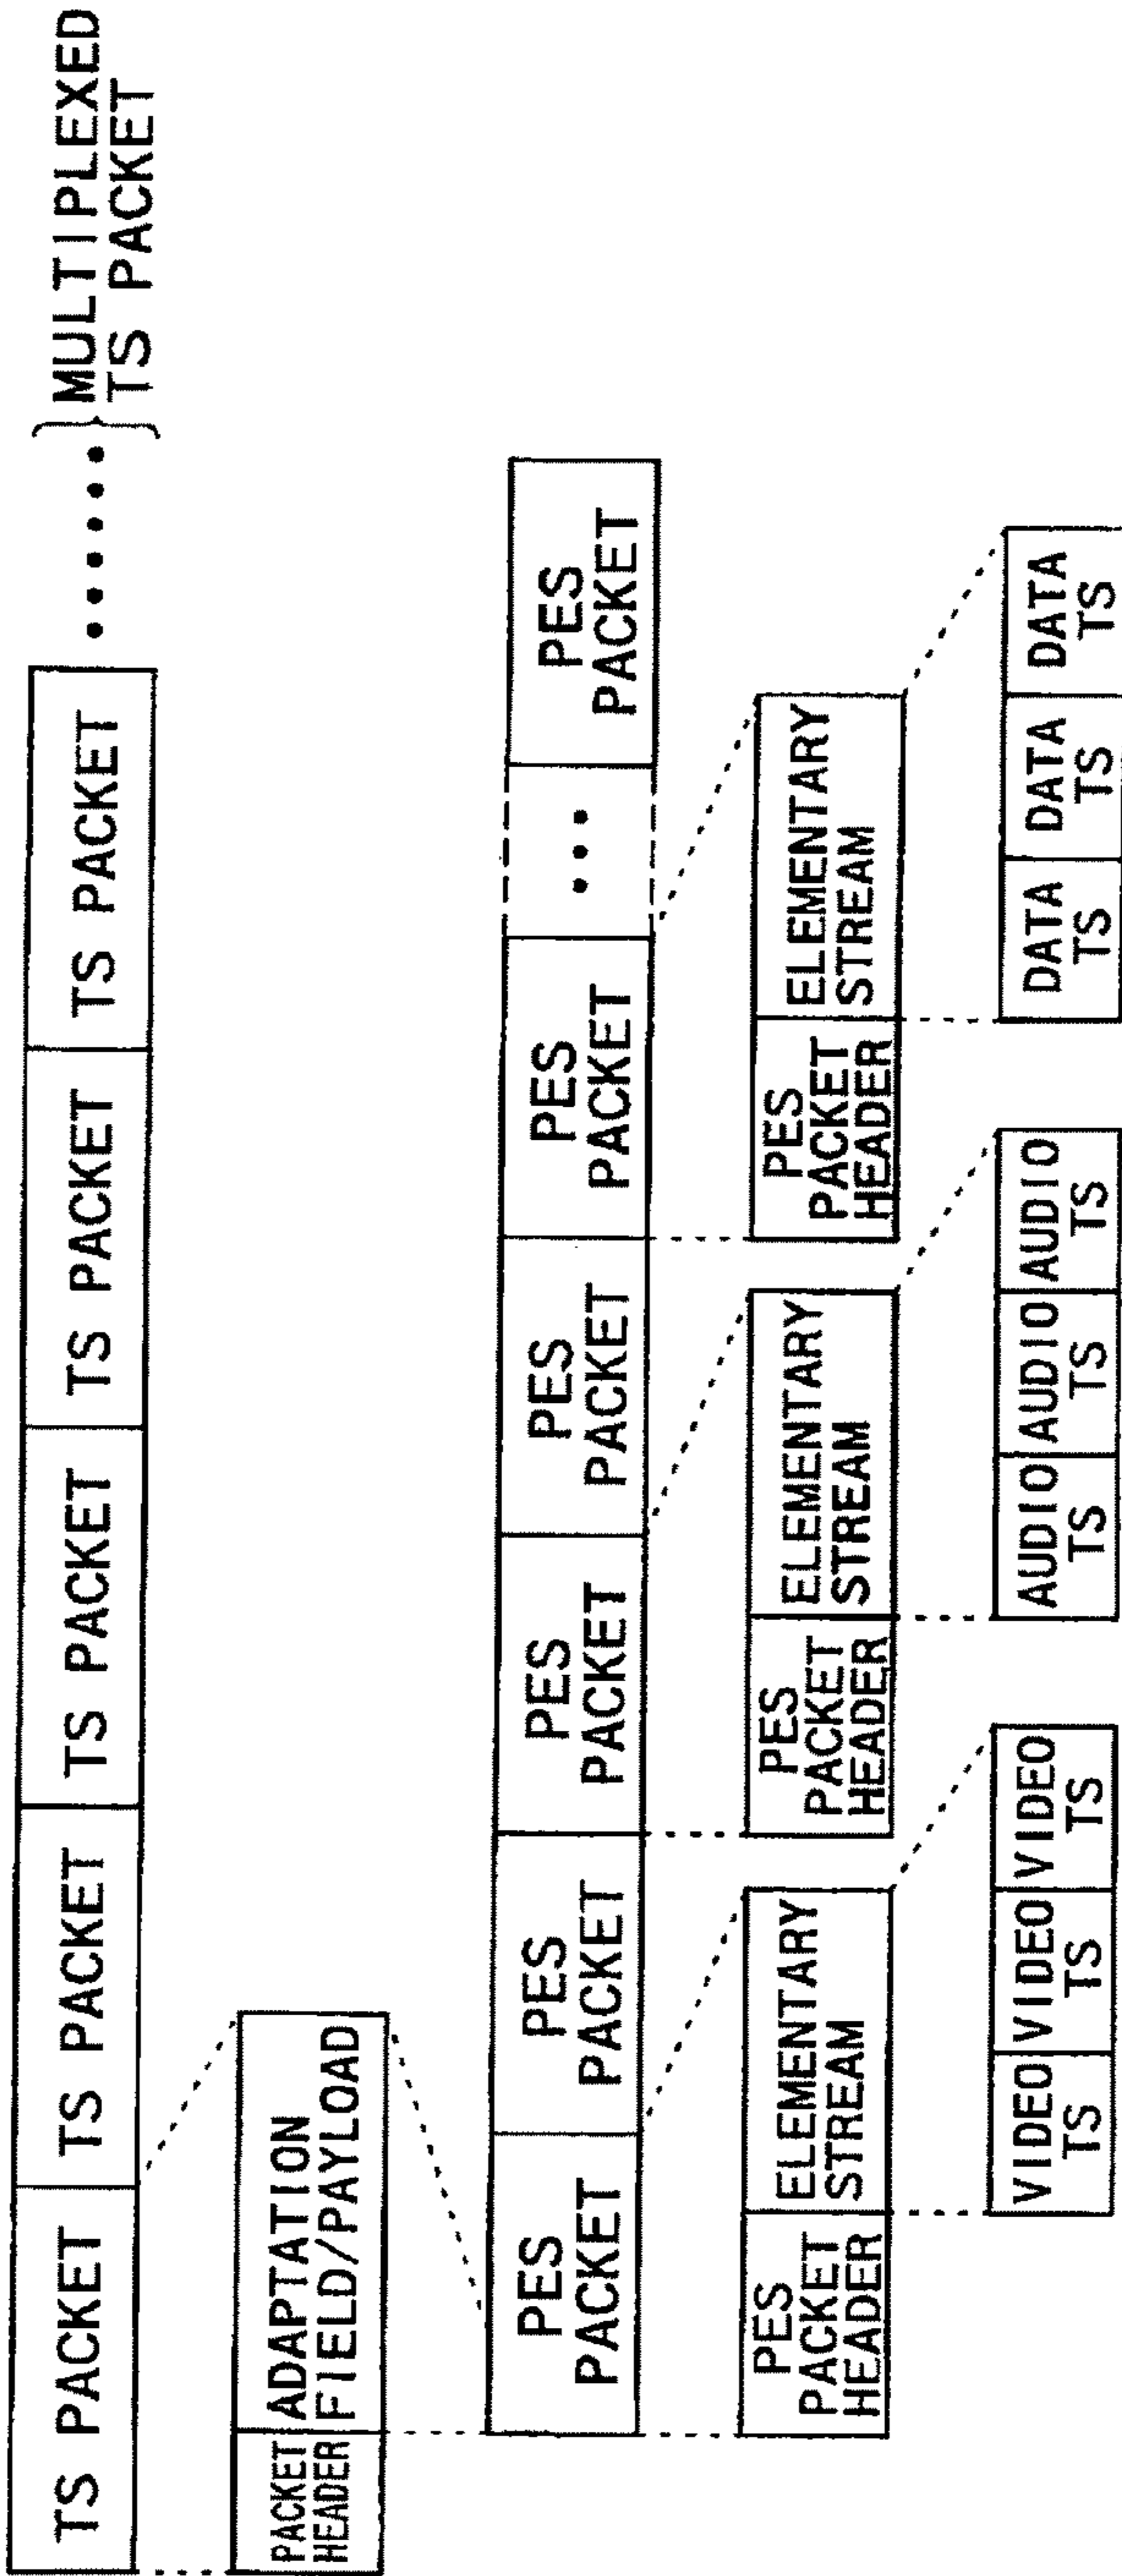 TS PACKET TS PACKET TS PACKET TS PACKET TS PACKET •••••• MULTIPLEXED
TS PACKET
PACKET
HEADER
ADAPTATION
FIELD/PAYLOAD
PES
PACKET
PES
PACKET
PES
PACKET
PES
PACKET
PES
PACKET
•••
PES
PACKET
PES
PACKET
HEADER
ELEMENTARY
STREAM
PES
PACKET
HEADER
ELEMENTARY
STREAM
PES
PACKET
HEADER
ELEMENTARY
STREAM
VIDEO
TS
VIDEO
TS
VIDEO
TS
AUDIO
TS
AUDIO
TS
AUDIO
TS
DATA
TS
DATA
TS
DATA
TS